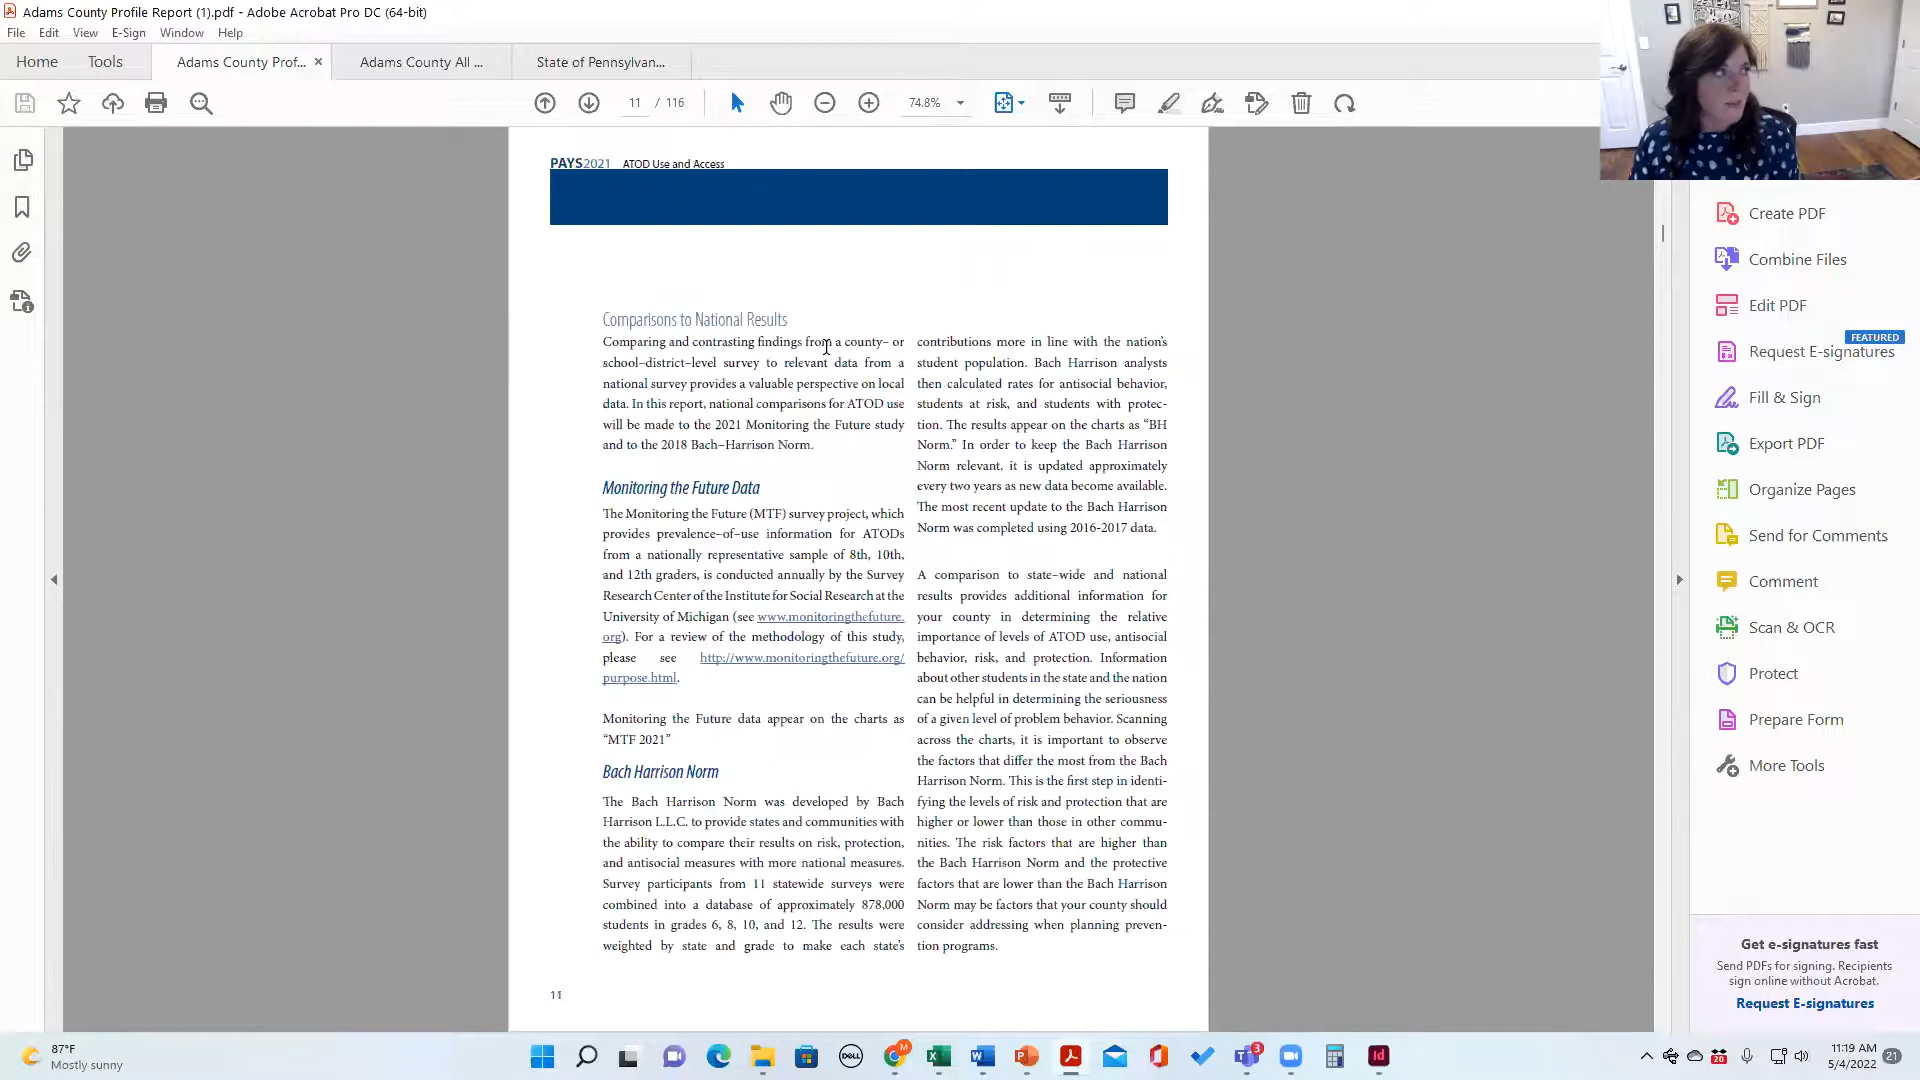 Adams County Profile Report (1).pdf - Adobe Acrobat Pro DC (64-bit)
File Edit View E-Sign Window Help
Home Tools Adams County Prof... × Adams County All ... State of Pennsylvan...
11 / 116 74.8%
PAYS2021 ATOD Use and Access
Comparisons to National Results
Comparing and contrasting findings from a county– or
school–district–level survey to relevant data from a
national survey provides a valuable perspective on local
data. In this report, national comparisons for ATOD use
will be made to the 2021 Monitoring the Future study
and to the 2018 Bach–Harrison Norm.
Monitoring the Future Data
The Monitoring the Future (MTF) survey project, which
provides prevalence–of–use information for ATODs
from a nationally representative sample of 8th, 10th,
and 12th graders, is conducted annually by the Survey
Research Center of the Institute for Social Research at the
University of Michigan (see www.monitoringthefuture.
org). For a review of the methodology of this study,
please see http://www.monitoringthefuture.org/
purpose.html.
Monitoring the Future data appear on the charts as
“MTF 2021”
Bach Harrison Norm
The Bach Harrison Norm was developed by Bach
Harrison L.L.C. to provide states and communities with
the ability to compare their results on risk, protection,
and antisocial measures with more national measures.
Survey participants from 11 statewide surveys were
combined into a database of approximately 878,000
students in grades 6, 8, 10, and 12. The results were
weighted by state and grade to make each state’s
contributions more in line with the nation’s
student population. Bach Harrison analysts
then calculated rates for antisocial behavior,
students at risk, and students with protec-
tion. The results appear on the charts as “BH
Norm.” In order to keep the Bach Harrison
Norm relevant, it is updated approximately
every two years as new data become available.
The most recent update to the Bach Harrison
Norm was completed using 2016-2017 data.
A comparison to state–wide and national
results provides additional information for
your county in determining the relative
importance of levels of ATOD use, antisocial
behavior, risk, and protection. Information
about other students in the state and the nation
can be helpful in determining the seriousness
of a given level of problem behavior. Scanning
across the charts, it is important to observe
the factors that differ the most from the Bach
Harrison Norm. This is the first step in identi-
fying the levels of risk and protection that are
higher or lower than those in other commu-
nities. The risk factors that are higher than
the Bach Harrison Norm and the protective
factors that are lower than the Bach Harrison
Norm may be factors that your county should
consider addressing when planning preven-
tion programs.
11
Create PDF
Combine Files
Edit PDF
FEATURED
Request E-signatures
Fill & Sign
Export PDF
Organize Pages
Send for Comments
Comment
Scan & OCR
Protect
Prepare Form
More Tools
Get e-signatures fast
Send PDFs for signing. Recipients
sign online without Acrobat.
Request E-signatures
87°F
Mostly sunny
DELL
M
3
Id
20
11:19 AM
5/4/2022
21